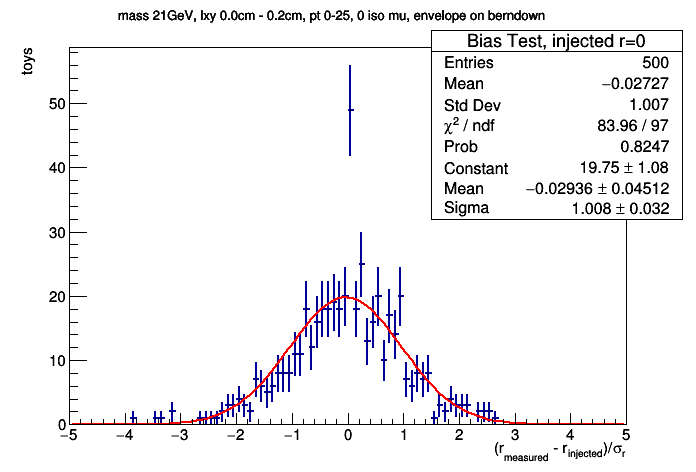 mass 21GeV, lxy 0.0cm - 0.2cm, pt 0-25, 0 iso mu, envelope on berndown
Bias Test, injected r=0
Entries 500
Mean −0.02727
Std Dev 1.007
χ² / ndf 83.96 / 97
Prob 0.8247
Constant 19.75 ± 1.08
Mean −0.02936 ± 0.04512
Sigma 1.008 ± 0.032
toys
50
40
30
20
10
0
−5 −4 −3 −2 −1 0 1 2 3 4 5
(r_measured - r_injected)/σ_r